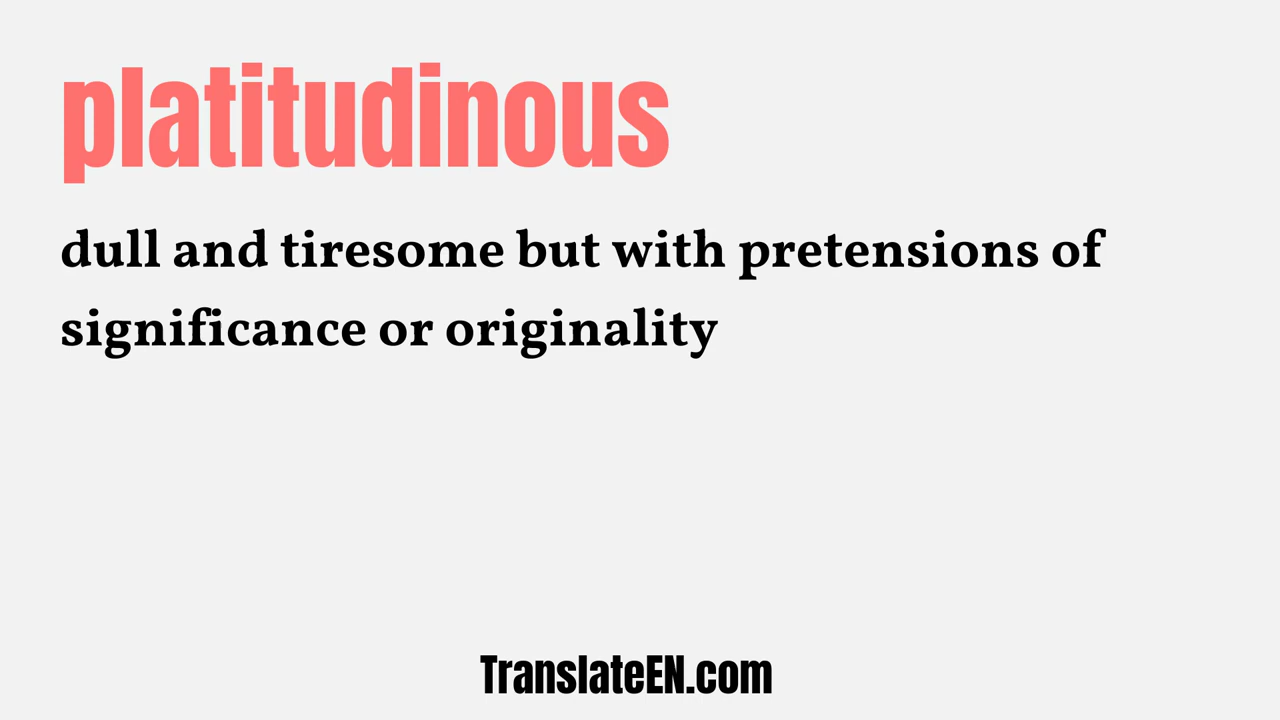 platitudinous
dull and tiresome but with pretensions of
significance or originality
TranslateEN.com